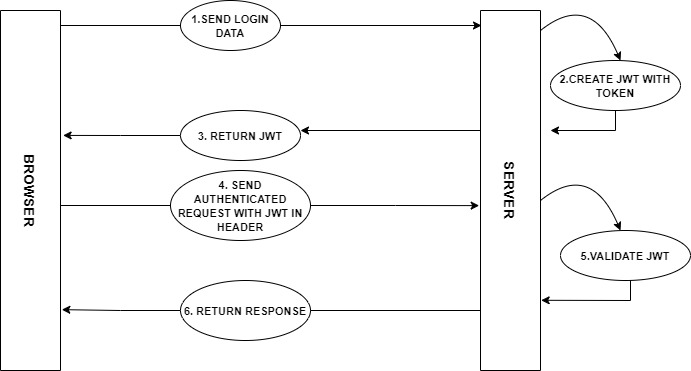 1.SEND LOGIN
DATA
2.CREATE JWT WITH
TOKEN
3. RETURN JWT
BROWSER
SERVER
4. SEND
AUTHENTICATED
REQUEST WITH JWT IN
HEADER
5.VALIDATE JWT
6. RETURN RESPONSE